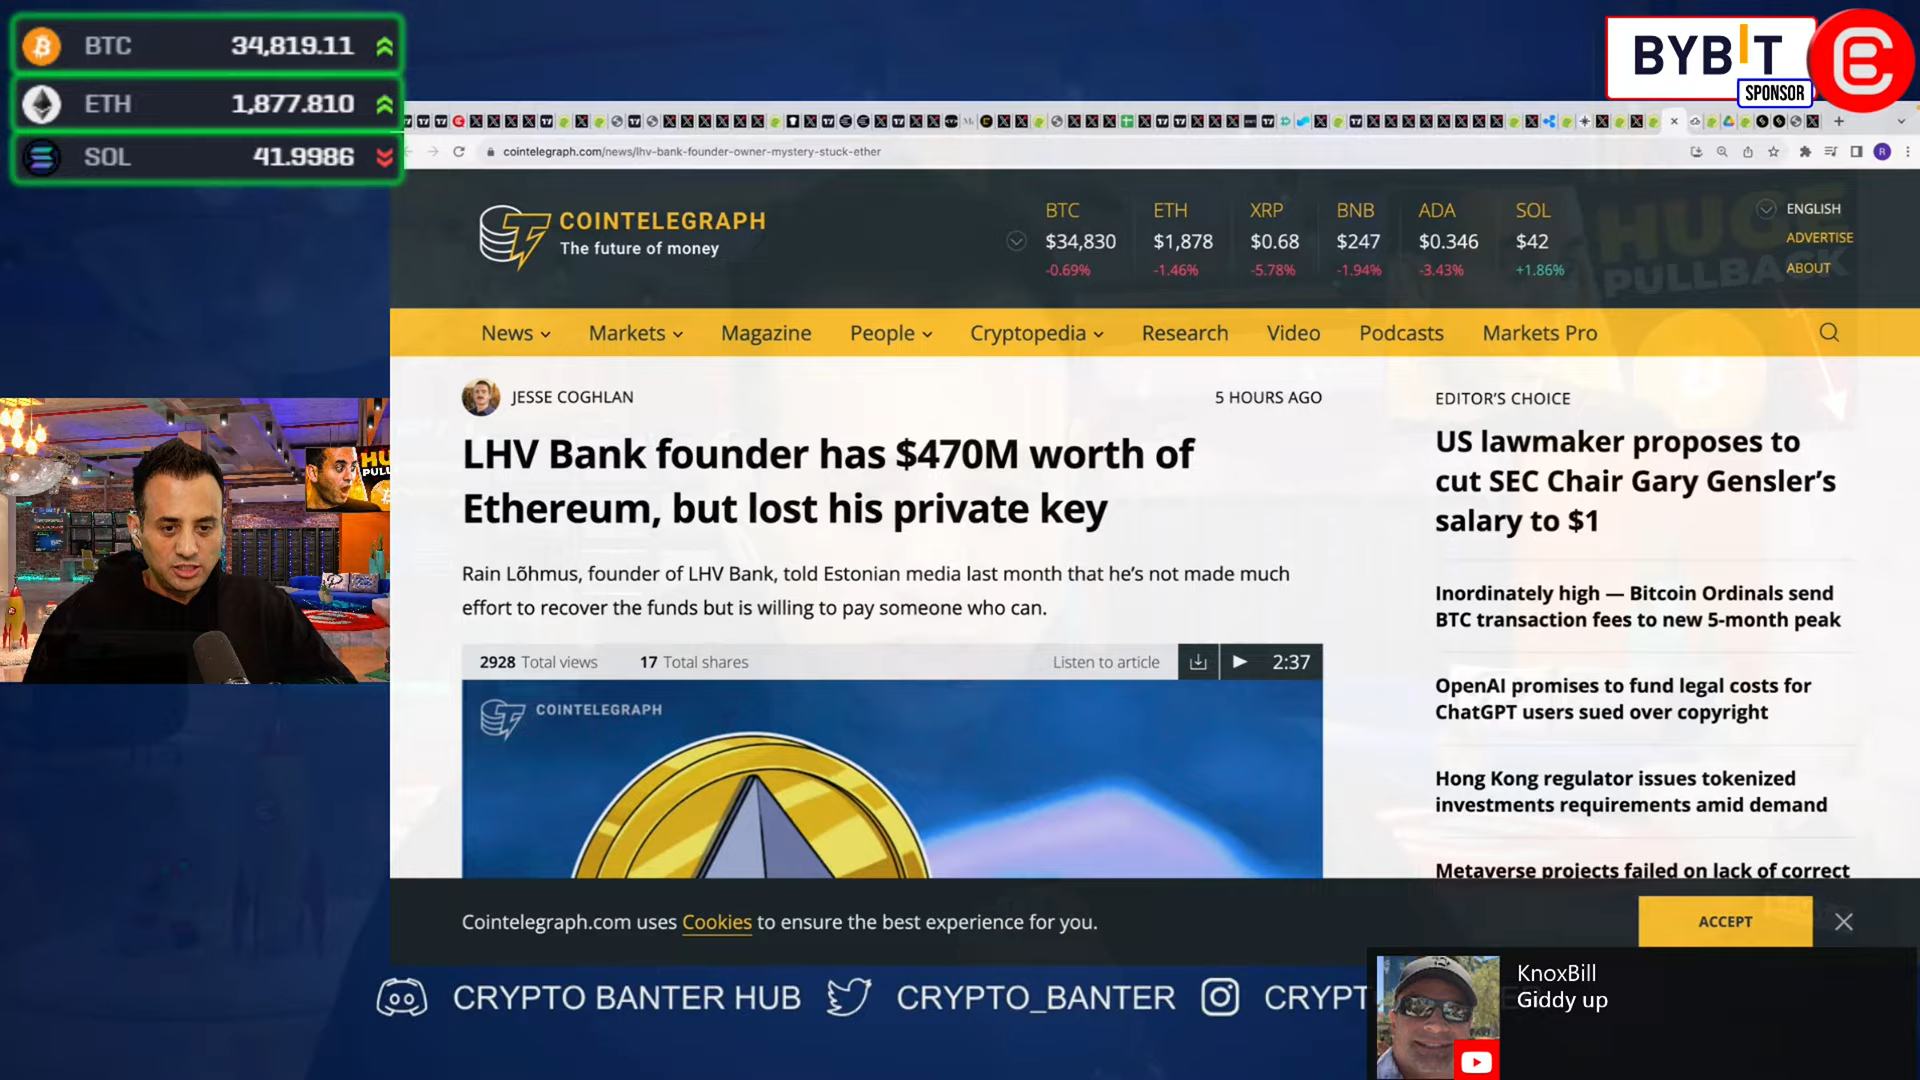 BTC 34,819.11
ETH 1,877.810
SOL 41.9986
BYBIT
SPONSOR
cointelegraph.com/news/lhv-bank-founder-owner-mystery-stuck-ether
R
COINTELEGRAPH
The future of money
BTC ETH XRP BNB ADA SOL
$34,830 $1,878 $0.68 $247 $0.346 $42
-0.69% -1.46% -5.78% -1.94% -3.43% +1.86%
ENGLISH
ADVERTISE
ABOUT
HUGE
PULLBACK
News Markets Magazine People Cryptopedia Research Video Podcasts Markets Pro
JESSE COGHLAN 5 HOURS AGO
LHV Bank founder has $470M worth of
Ethereum, but lost his private key
Rain Lõhmus, founder of LHV Bank, told Estonian media last month that he's not made much
effort to recover the funds but is willing to pay someone who can.
2928 Total views 17 Total shares Listen to article 2:37
COINTELEGRAPH
EDITOR'S CHOICE
US lawmaker proposes to
cut SEC Chair Gary Gensler's
salary to $1
Inordinately high — Bitcoin Ordinals send
BTC transaction fees to new 5-month peak
OpenAI promises to fund legal costs for
ChatGPT users sued over copyright
Hong Kong regulator issues tokenized
investments requirements amid demand
Metaverse projects failed on lack of correct
Cointelegraph.com uses Cookies to ensure the best experience for you.
ACCEPT
CRYPTO BANTER HUB CRYPTO_BANTER CRYPT
KnoxBill
Giddy up